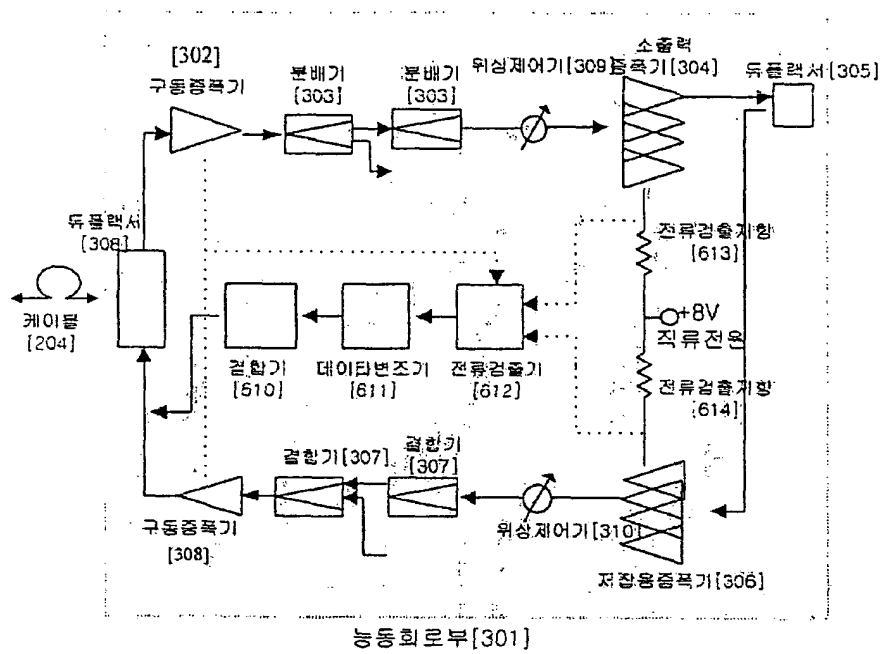 [302]
구동증폭기
분배기
[303]
분배기
[303]
위상제어기[309]
소출력
증폭기[304]
듀플랙서[305]
듀플랙서
[308]
케이블
[204]
전류검출저항
[613]
+8V
직류전원
결합기
[610]
데이타변조기
[611]
전류검출기
[612]
전류검출저항
[614]
결합기[307]
결합기
[307]
구동증폭기
[308]
위상제어기[310]
저잡음증폭기[306]
능동회로부[301]